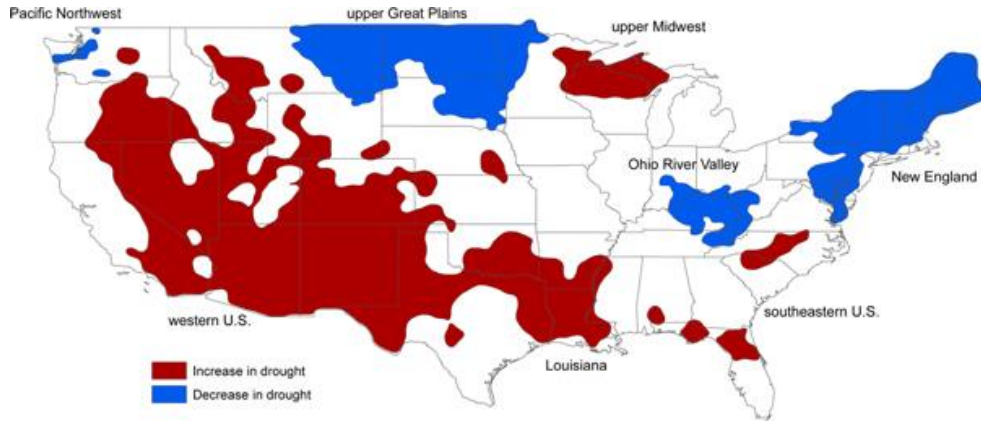 Pacific Northwest
upper Great Plains
upper Midwest
Ohio River Valley
New England
western U.S.
southeastern U.S.
Louisiana
Increase in drought
Decrease in drought